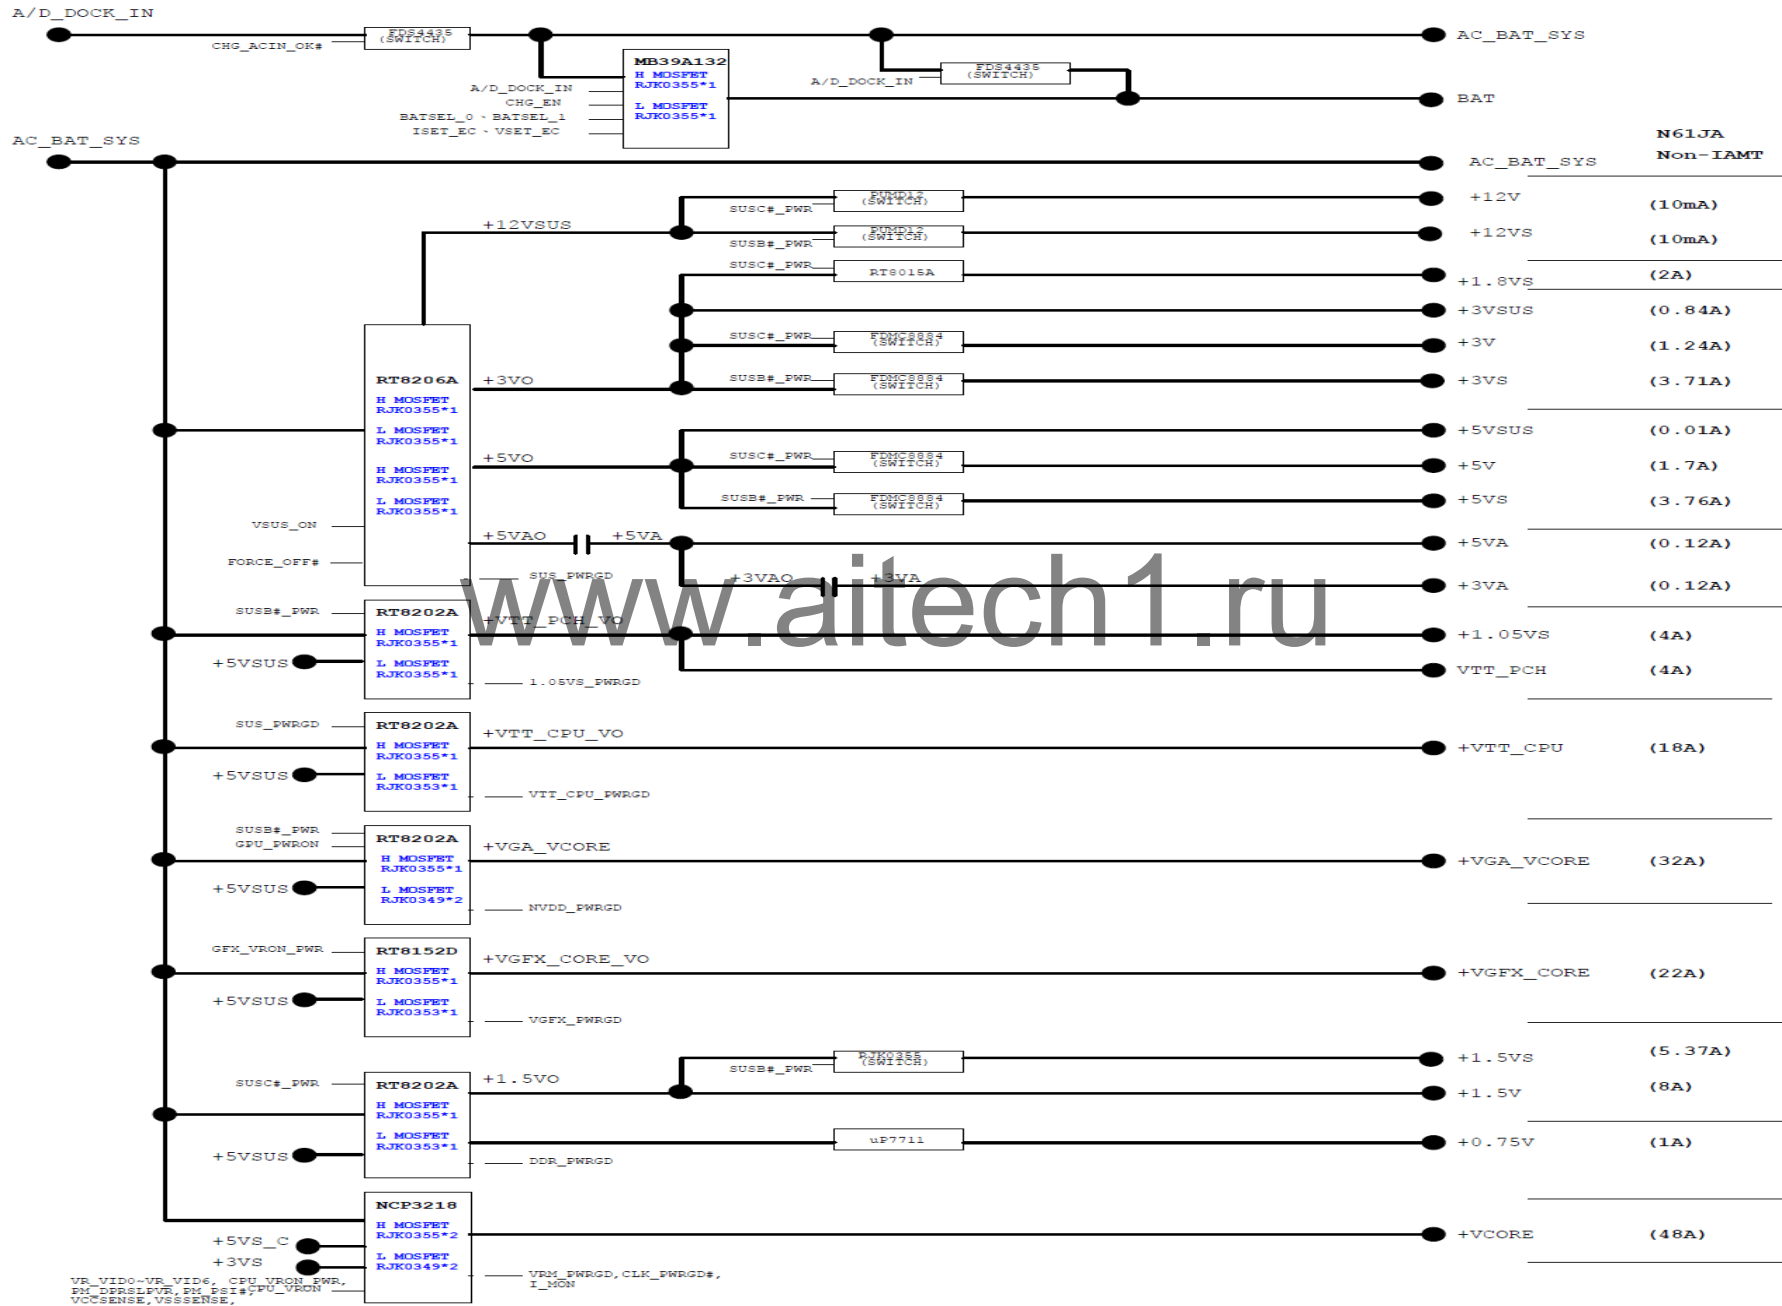 A/D_DOCK_IN
CHG_ACIN_OK#
FDS4435
(SWITCH)
AC_BAT_SYS
MB39A132
H MOSFET
RJK0355*1
L MOSFET
RJK0355*1
A/D_DOCK_IN
CHG_EN
BATSEL_0、BATSEL_1
ISET_EC、VSET_EC
A/D_DOCK_IN
FDS4435
(SWITCH)
BAT
N61JA
Non-IAMT
AC_BAT_SYS
AC_BAT_SYS
+12VSUS
SUSC#_PWR
PUMD12
(SWITCH)
+12V
(10mA)
SUSB#_PWR
PUMD12
(SWITCH)
+12VS
(10mA)
SUSC#_PWR
RT8015A
+1.8VS
(2A)
+3VSUS
(0.84A)
SUSC#_PWR
FDMC8884
(SWITCH)
+3V
(1.24A)
RT8206A
H MOSFET
RJK0355*1
L MOSFET
RJK0355*1
H MOSFET
RJK0355*1
L MOSFET
RJK0355*1
+3VO
SUSB#_PWR
FDMC8884
(SWITCH)
+3VS
(3.71A)
+5VSUS
(0.01A)
+5VO
SUSC#_PWR
FDMC8884
(SWITCH)
+5V
(1.7A)
SUSB#_PWR
FDMC8884
(SWITCH)
+5VS
(3.76A)
VSUS_ON
FORCE_OFF#
+5VAO
+5VA
+5VA
(0.12A)
SUS_PWRGD
+3VAO
+3VA
+3VA
(0.12A)
www.aitech1.ru
SUSB#_PWR
+5VSUS
RT8202A
H MOSFET
RJK0355*1
L MOSFET
RJK0355*1
+VTT_PCH_VO
1.05VS_PWRGD
+1.05VS
(4A)
VTT_PCH
(4A)
SUS_PWRGD
+5VSUS
RT8202A
H MOSFET
RJK0355*1
L MOSFET
RJK0353*1
+VTT_CPU_VO
VTT_CPU_PWRGD
+VTT_CPU
(18A)
SUSB#_PWR
GPU_PWRON
+5VSUS
RT8202A
H MOSFET
RJK0355*1
L MOSFET
RJK0349*2
+VGA_VCORE
NVDD_PWRGD
+VGA_VCORE
(32A)
GFX_VRON_PWR
+5VSUS
RT8152D
H MOSFET
RJK0355*1
L MOSFET
RJK0353*1
+VGFX_CORE_VO
VGFX_PWRGD
+VGFX_CORE
(22A)
SUSC#_PWR
+5VSUS
RT8202A
H MOSFET
RJK0355*1
L MOSFET
RJK0353*1
+1.5VO
DDR_PWRGD
SUSB#_PWR
RJK0355
(SWITCH)
+1.5VS
(5.37A)
+1.5V
(8A)
uP7711
+0.75V
(1A)
NCP3218
H MOSFET
RJK0355*2
L MOSFET
RJK0349*2
+5VS_C
+3VS
VR_VID0~VR_VID6, CPU_VRON_PWR,
PM_DPRSLPVR,PM_PSI#,
CPU_VRON
VCCSENSE,VSSSENSE,
VRM_PWRGD,CLK_PWRGD#,
I_MON
+VCORE
(48A)